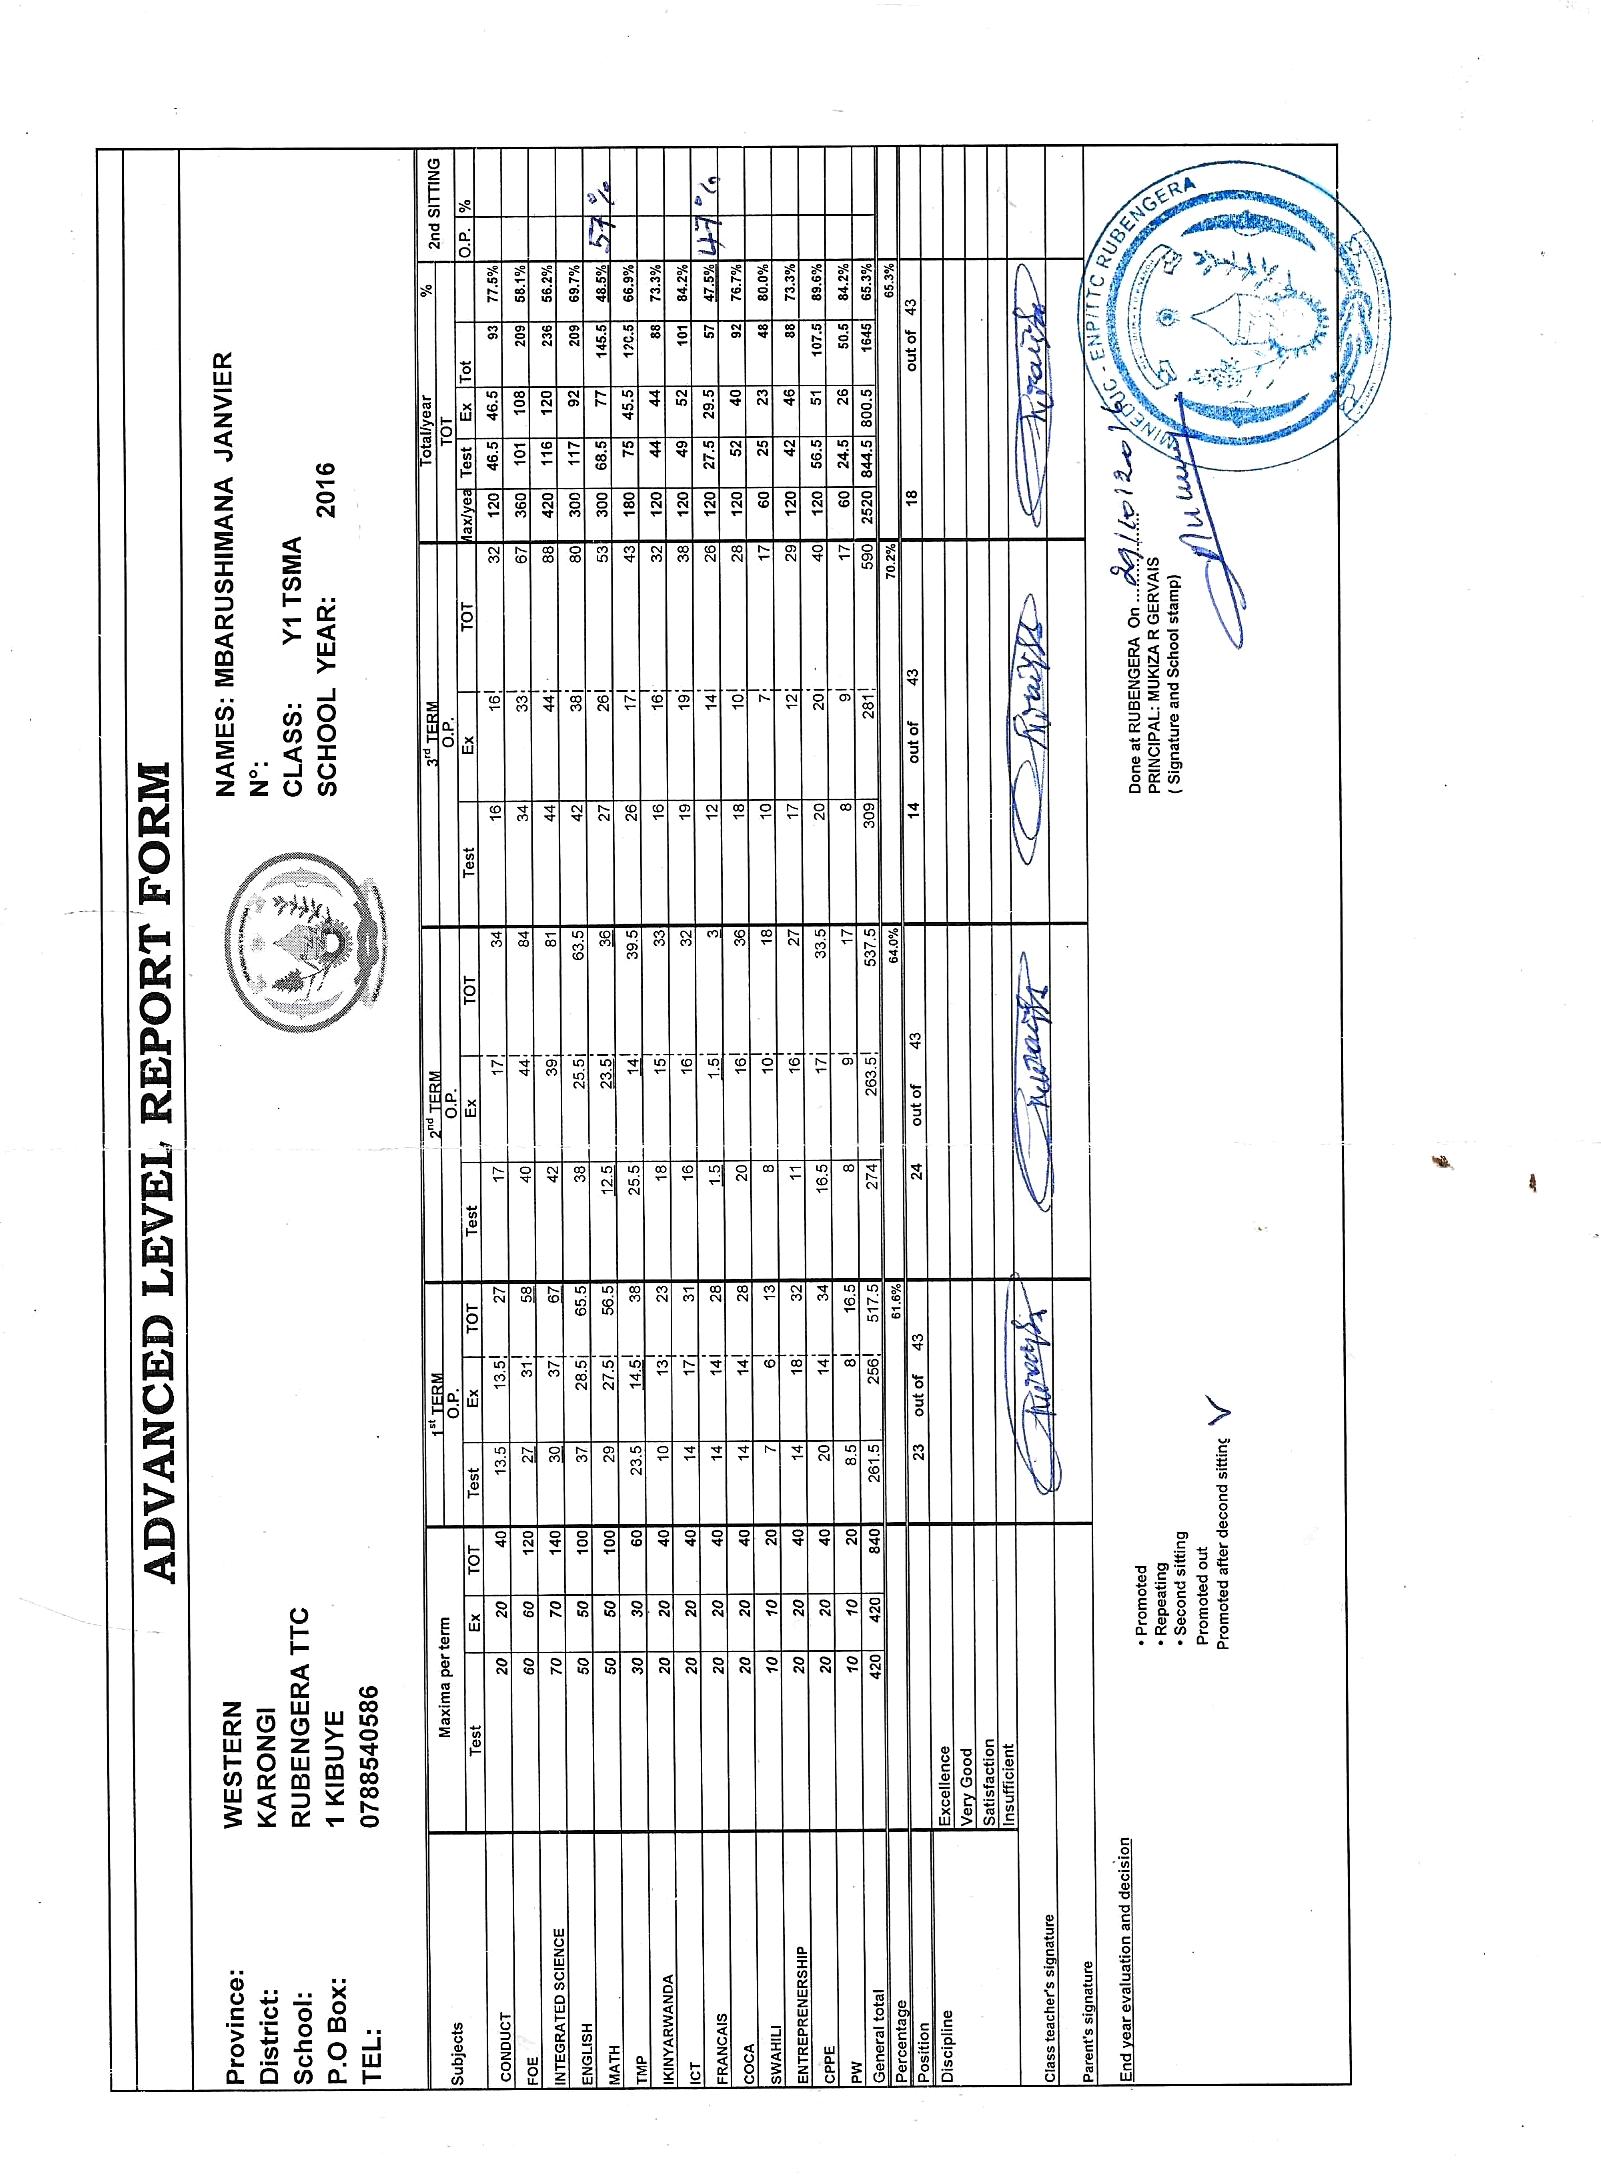 ADVANCED LEVEL REPORT FORM
Province: WESTERN NAMES: MBARUSHIMANA JANVIER
District: KARONGI N°:
School: RUBENGERA TTC CLASS: Y1 TSMA
P.O Box: 1 KIBUYE SCHOOL YEAR: 2016
TEL: 0788540586
Subjects Maxima per term 1st TERM 2nd TERM 3rd TERM Total/year % 2nd SITTING
O.P. O.P. O.P. TOT
Test Ex TOT Test Ex TOT Test Ex TOT Test Ex TOT Max/yea Test Ex Tot O.P. %
CONDUCT 20 20 40 13.5 13.5 27 17 17 34 16 16 32 120 46.5 46.5 93 77.5%
FOE 60 60 120 27 31 58 40 44 84 34 33 67 360 101 108 209 58.1%
INTEGRATED SCIENCE 70 70 140 30 37 67 42 39 81 44 44 88 420 116 120 236 56.2%
ENGLISH 50 50 100 37 28.5 65.5 38 25.5 63.5 42 38 80 300 117 92 209 69.7%
MATH 50 50 100 29 27.5 56.5 12.5 23.5 36 27 26 53 300 68.5 77 145.5 48.5% 57%
TMP 30 30 60 23.5 14.5 38 25.5 14 39.5 26 17 43 180 75 45.5 120.5 66.9%
IKINYARWANDA 20 20 40 10 13 23 18 15 33 16 16 32 120 44 44 88 73.3%
ICT 20 20 40 14 17 31 16 16 32 19 19 38 120 49 52 101 84.2%
FRANCAIS 20 20 40 14 14 28 1.5 1.5 3 12 14 26 120 27.5 29.5 57 47.5% 47%
COCA 20 20 40 14 14 28 20 16 36 18 10 28 120 52 40 92 76.7%
SWAHILI 10 10 20 7 6 13 8 10 18 10 7 17 60 25 23 48 80.0%
ENTREPRENERSHIP 20 20 40 14 18 32 11 16 27 17 12 29 120 42 46 88 73.3%
CPPE 20 20 40 20 14 34 16.5 17 33.5 20 20 40 120 56.5 51 107.5 89.6%
PW 10 10 20 8.5 8 16.5 8 9 17 8 9 17 60 24.5 26 50.5 84.2%
General total 420 420 840 261.5 256 517.5 274 263.5 537.5 309 281 590 2520 844.5 800.5 1645 65.3%
Percentage 61.6% 64.0% 70.2% 65.3%
Position 23 out of 43 24 out of 43 14 out of 43 18 out of 43
Discipline Excellence
Very Good
Satisfaction
Insufficient
Class teacher's signature
Parent's signature
End year evaluation and decision
• Promoted
• Repeating
• Second sitting
Promoted out
Promoted after decond sitting V
Done at RUBENGERA On
PRINCIPAL: MUKIZA R GERVAIS
( Signature and School stamp)
MINEDUC - ENP/TTC RUBENGERA